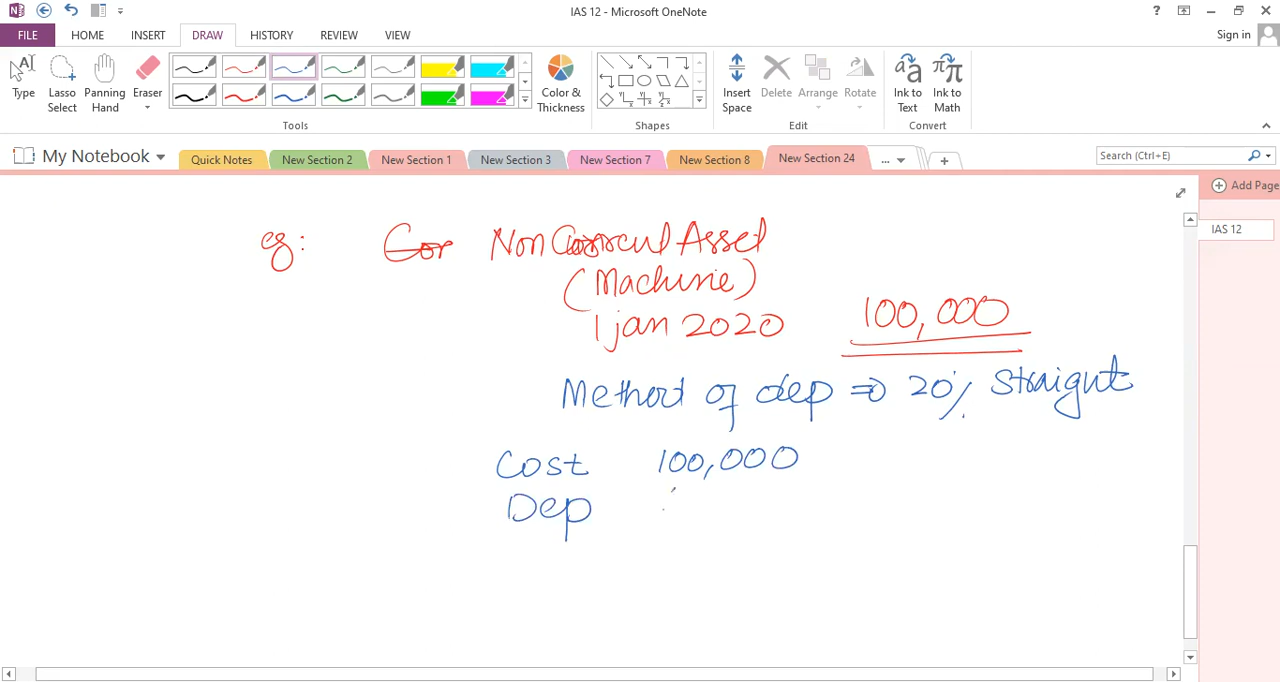 IAS 12 - Microsoft OneNote
?
FILE HOME INSERT DRAW HISTORY REVIEW VIEW
Sign in
Type
Lasso Select
Panning Hand
Eraser
Color & Thickness
Insert Space
Delete
Arrange
Rotate
Ink to Text
Ink to Math
Tools Shapes Edit Convert
My Notebook Quick Notes New Section 2 New Section 1 New Section 3 New Section 7 New Section 8 New Section 24 ...
Search (Ctrl+E)
Add Page
IAS 12
eg: Cor Non Asset
(Machine)
1 jan 2020 100,000
Method of dep ⇒ 20% Straight
Cost 100,000
Dep